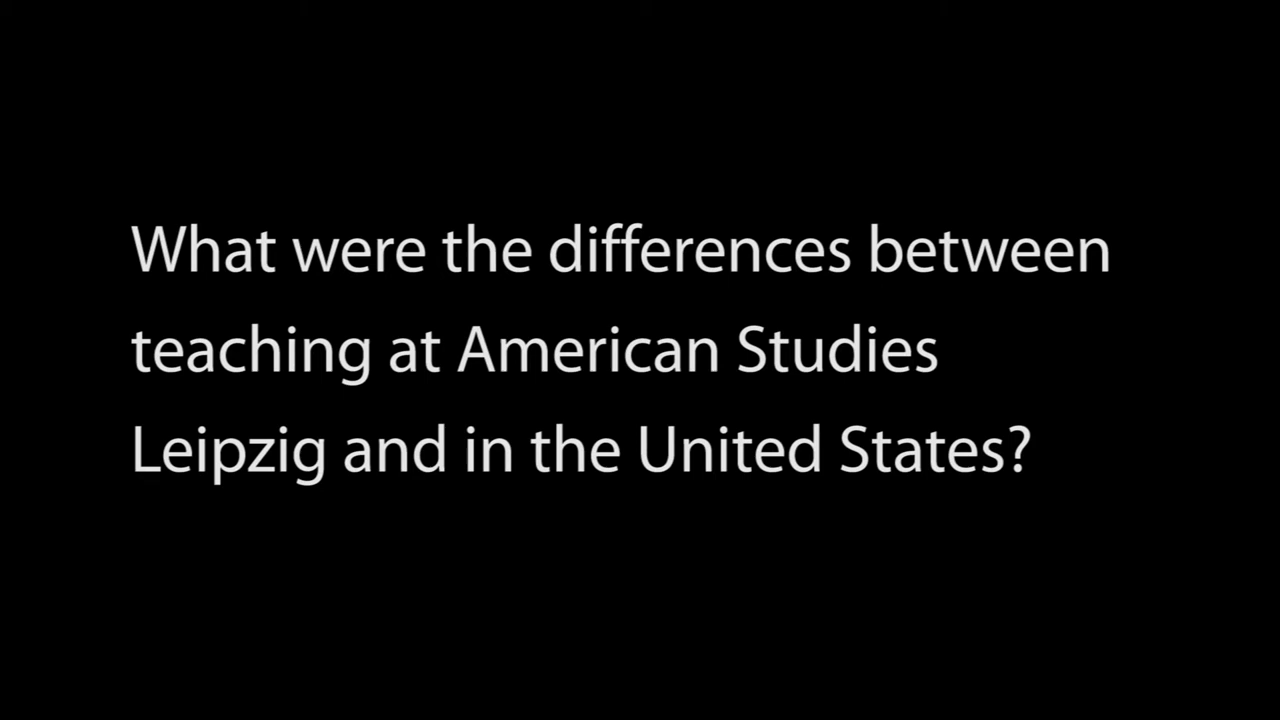 What were the differences between
teaching at American Studies
Leipzig and in the United States?